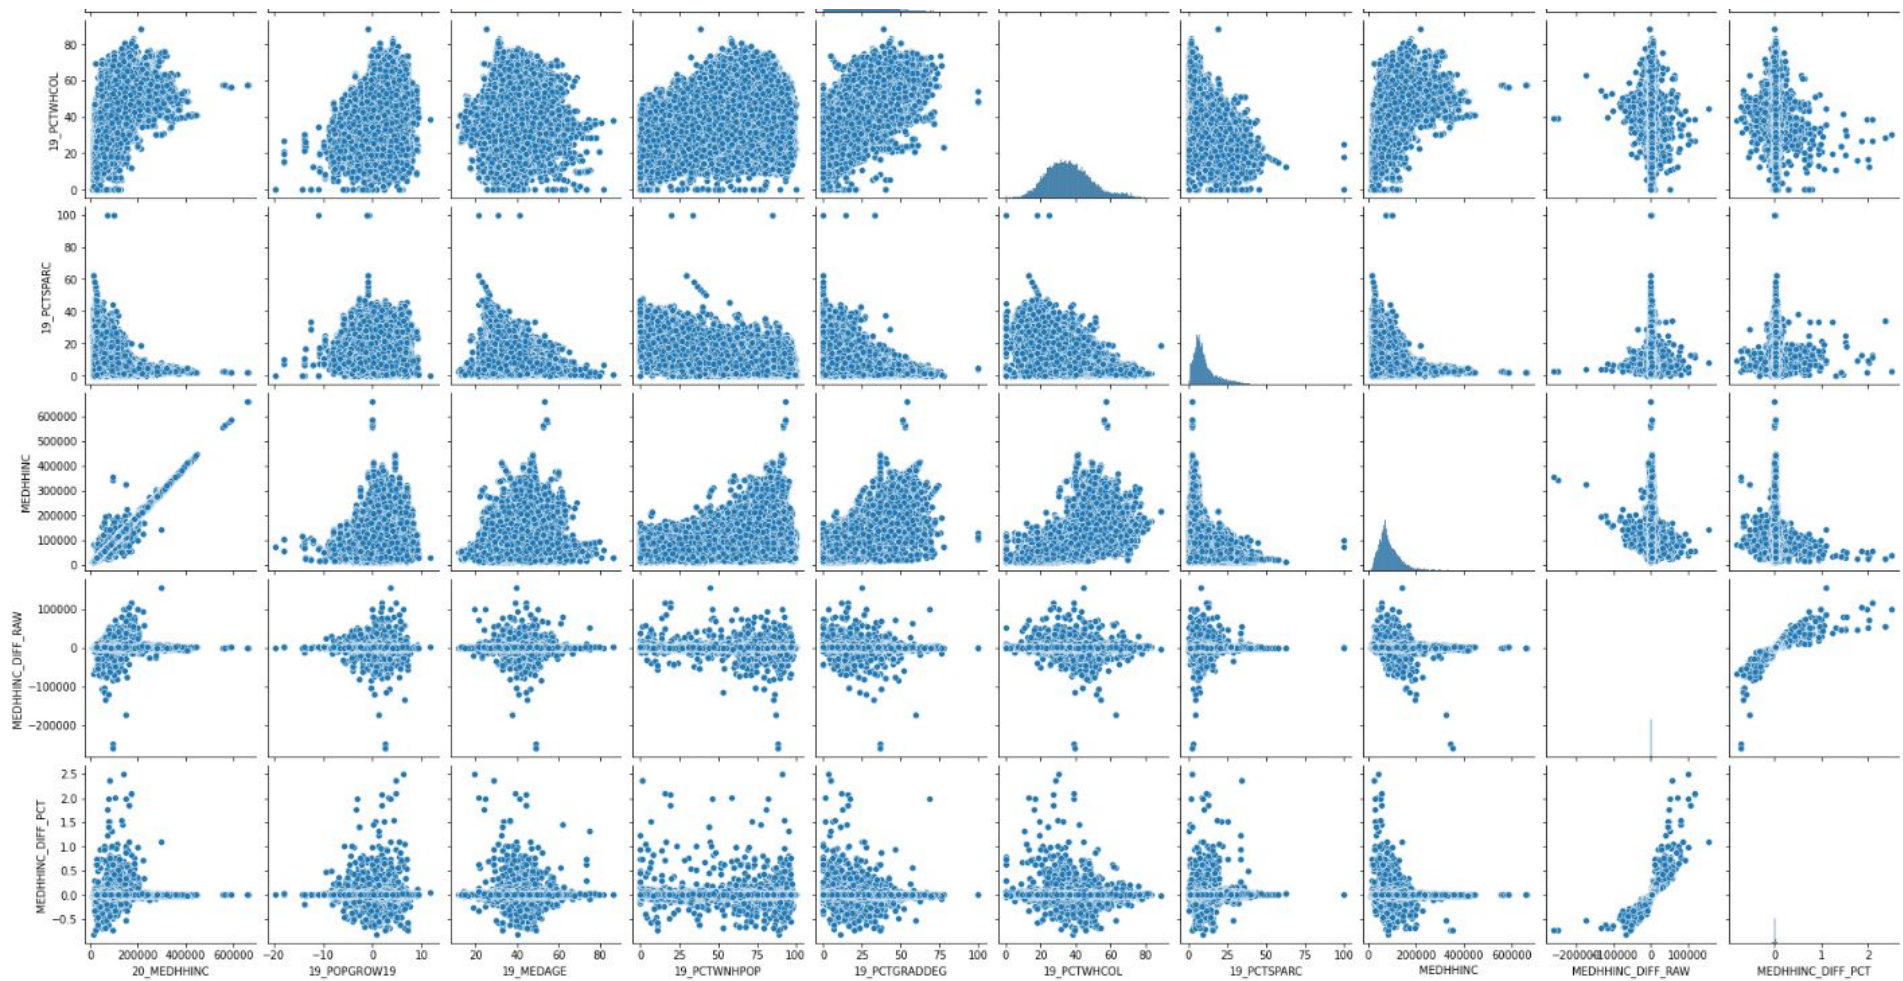 80
60
40
20
0
19_PCTWHCOL
100
80
60
40
20
0
19_PCTSPARC
600000
500000
400000
300000
200000
100000
0
MEDHHINC
100000
0
−100000
−200000
MEDHHINC_DIFF_RAW
2.5
2.0
1.5
1.0
0.5
0.0
−0.5
MEDHHINC_DIFF_PCT
0 200000 400000 600000
−20 −10 0 10
20 40 60 80
0 25 50 75 100
0 25 50 75 100
0 20 40 60 80
0 25 50 75 100
0 200000 400000 600000
−200000 −100000 0 100000
0 1 2
20_MEDHHINC 19_POPGROW19 19_MEDAGE 19_PCTWNHPOP 19_PCTGRADDEG 19_PCTWHCOL 19_PCTSPARC MEDHHINC MEDHHINC_DIFF_RAW MEDHHINC_DIFF_PCT